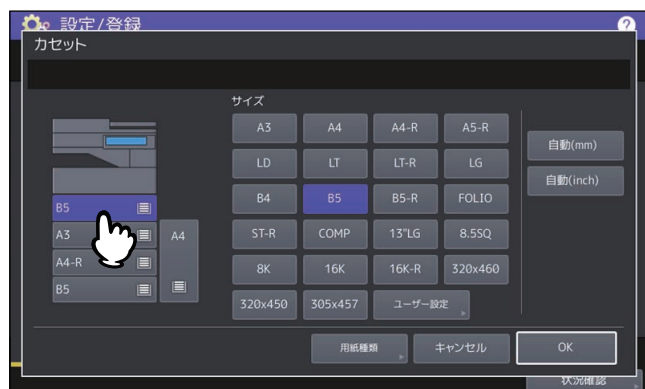 設定/登録
?
カセット
サイズ
A3 A4 A4-R A5-R
自動(mm)
LD LT LT-R LG
自動(inch)
B4 B5 B5-R FOLIO
B5
ST-R COMP 13"LG 8.5SQ
A3 A4
8K 16K 16K-R 320x460
A4-R
B5
320x450 305x457 ユーザー設定
用紙種類 キャンセル OK
状況確認